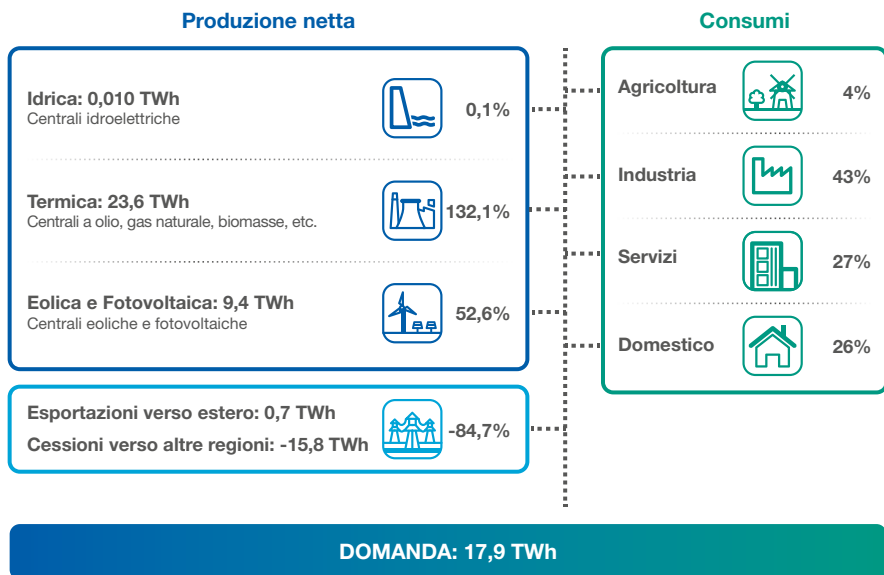 Produzione netta
Idrica: 0,010 TWh
Centrali idroelettriche
0,1%
Termica: 23,6 TWh
Centrali a olio, gas naturale, biomasse, etc.
132,1%
Eolica e Fotovoltaica: 9,4 TWh
Centrali eoliche e fotovoltaiche
52,6%
Esportazioni verso estero: 0,7 TWh
Cessioni verso altre regioni: -15,8 TWh
-84,7%
Consumi
Agricoltura
4%
Industria
43%
Servizi
27%
Domestico
26%
DOMANDA: 17,9 TWh